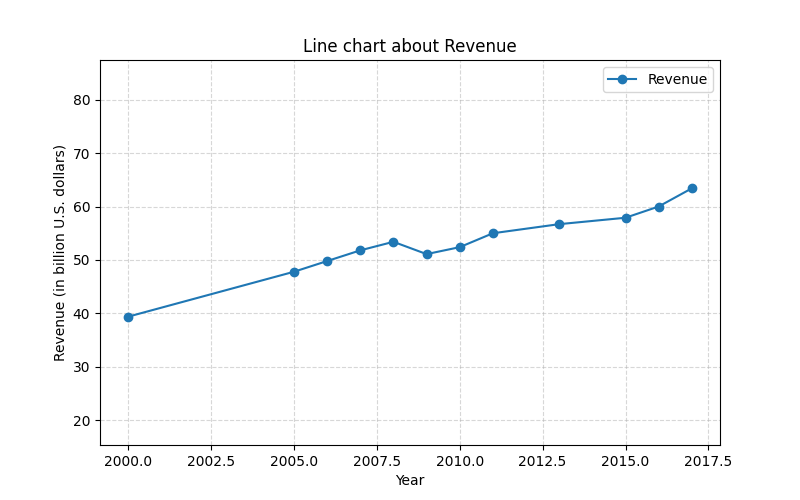 Line chart about Revenue
Revenue
Revenue (in billion U.S. dollars)
80
70
60
50
40
30
20
2000.0 2002.5 2005.0 2007.5 2010.0 2012.5 2015.0 2017.5
Year